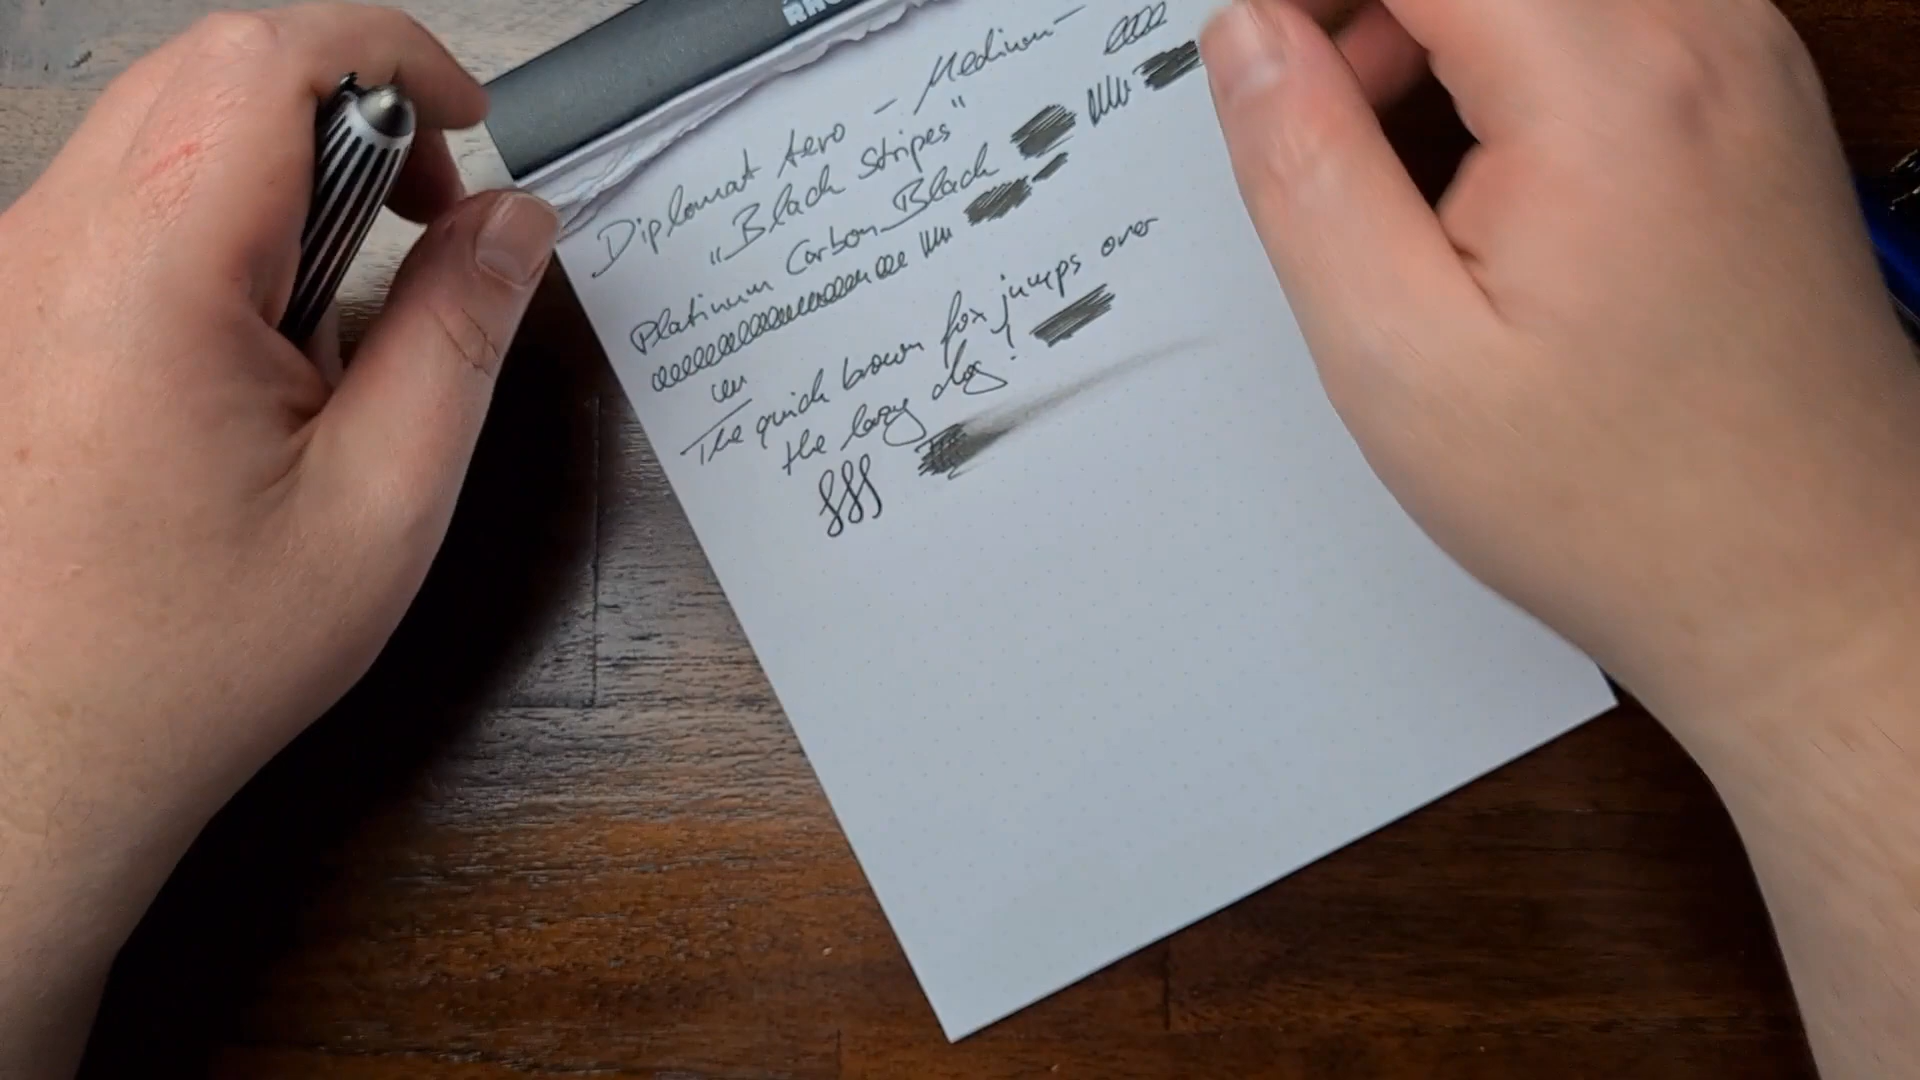 Diplomat Aero - Medium -
„Black Stripes"
Platinum Carbon Black
The quick brown fox jumps over
the lazy dog!